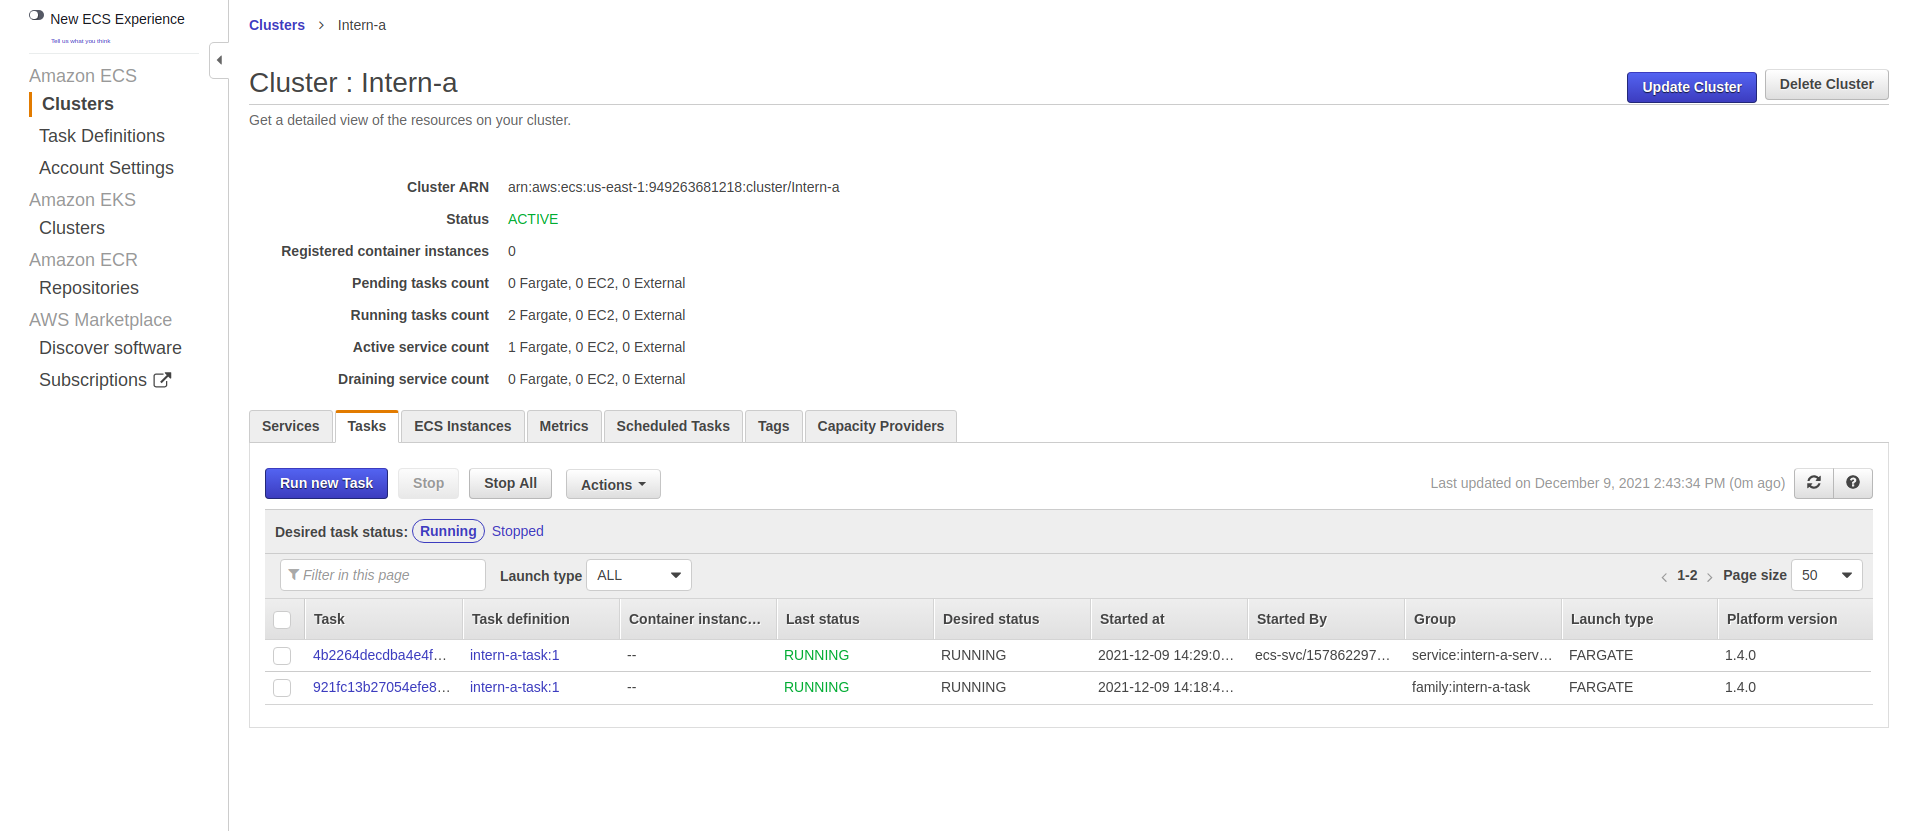 New ECS Experience
Tell us what you think
Amazon ECS
Clusters
Task Definitions
Account Settings
Amazon EKS
Clusters
Amazon ECR
Repositories
AWS Marketplace
Discover software
Subscriptions
Clusters > Intern-a
Cluster : Intern-a
Update Cluster Delete Cluster
Get a detailed view of the resources on your cluster.
Cluster ARN arn:aws:ecs:us-east-1:949263681218:cluster/Intern-a
Status ACTIVE
Registered container instances 0
Pending tasks count 0 Fargate, 0 EC2, 0 External
Running tasks count 2 Fargate, 0 EC2, 0 External
Active service count 1 Fargate, 0 EC2, 0 External
Draining service count 0 Fargate, 0 EC2, 0 External
Services Tasks ECS Instances Metrics Scheduled Tasks Tags Capacity Providers
Run new Task Stop Stop All Actions Last updated on December 9, 2021 2:43:34 PM (0m ago)
Desired task status: Running Stopped
Filter in this page Launch type ALL < 1-2 > Page size 50
Task Task definition Container instanc... Last status Desired status Started at Started By Group Launch type Platform version
4b2264decdba4e4f... intern-a-task:1 -- RUNNING RUNNING 2021-12-09 14:29:0... ecs-svc/157862297... service:intern-a-serv... FARGATE 1.4.0
921fc13b27054efe8... intern-a-task:1 -- RUNNING RUNNING 2021-12-09 14:18:4... family:intern-a-task FARGATE 1.4.0